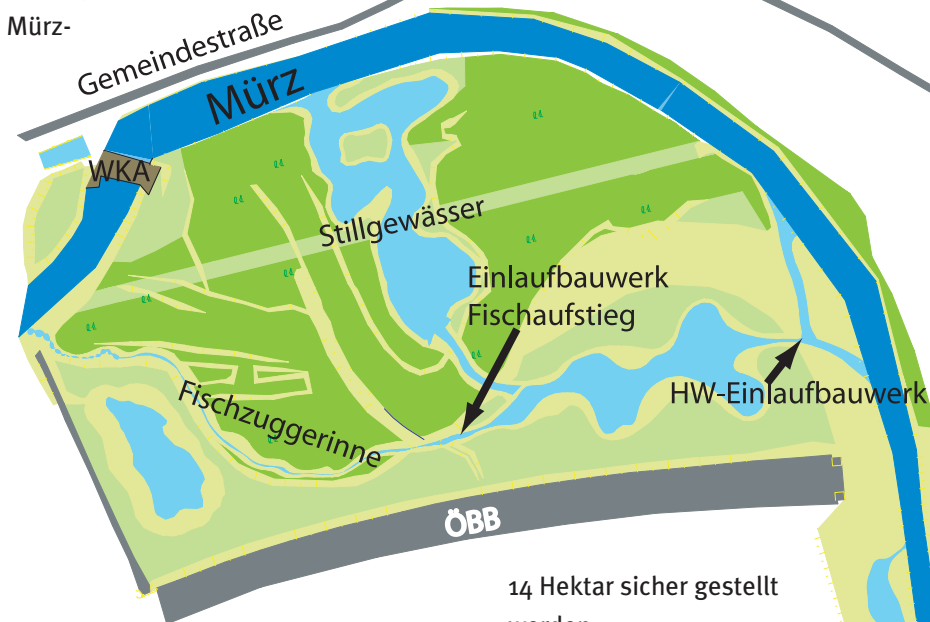 Mürz-
Gemeindestraße
Mürz
WKA
Stillgewässer
Einlaufbauwerk
Fischaufstieg
HW-Einlaufbauwerk
Fischzuggerinne
ÖBB
14 Hektar sicher gestellt